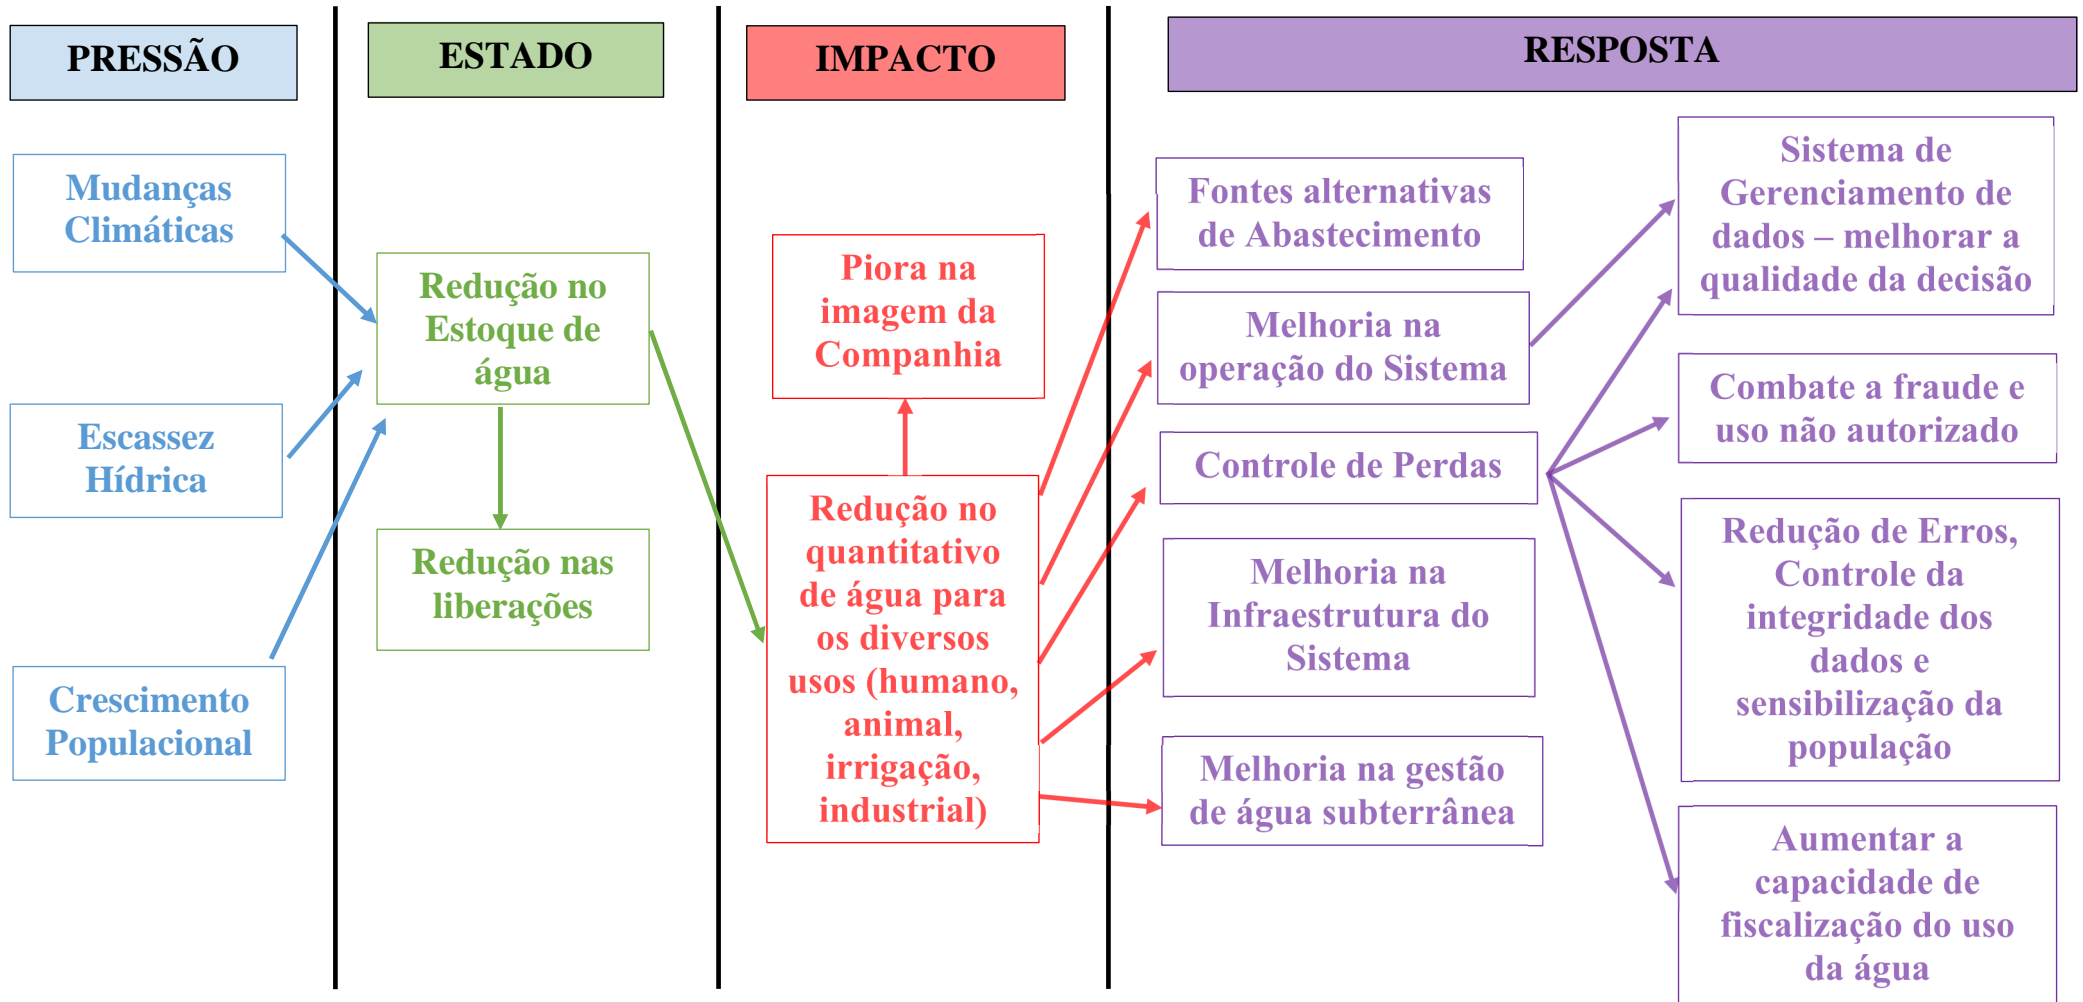 PRESSÃO
ESTADO
IMPACTO
RESPOSTA
Mudanças
Climáticas
Escassez
Hídrica
Crescimento
Populacional
Redução no
Estoque de
água
Redução nas
liberações
Piora na
imagem da
Companhia
Redução no
quantitativo
de água para
os diversos
usos (humano,
animal,
irrigação,
industrial)
Fontes alternativas
de Abastecimento
Melhoria na
operação do Sistema
Controle de Perdas
Melhoria na
Infraestrutura do
Sistema
Melhoria na gestão
de água subterrânea
Sistema de
Gerenciamento de
dados – melhorar a
qualidade da decisão
Combate a fraude e
uso não autorizado
Redução de Erros,
Controle da
integridade dos
dados e
sensibilização da
população
Aumentar a
capacidade de
fiscalização do uso
da água